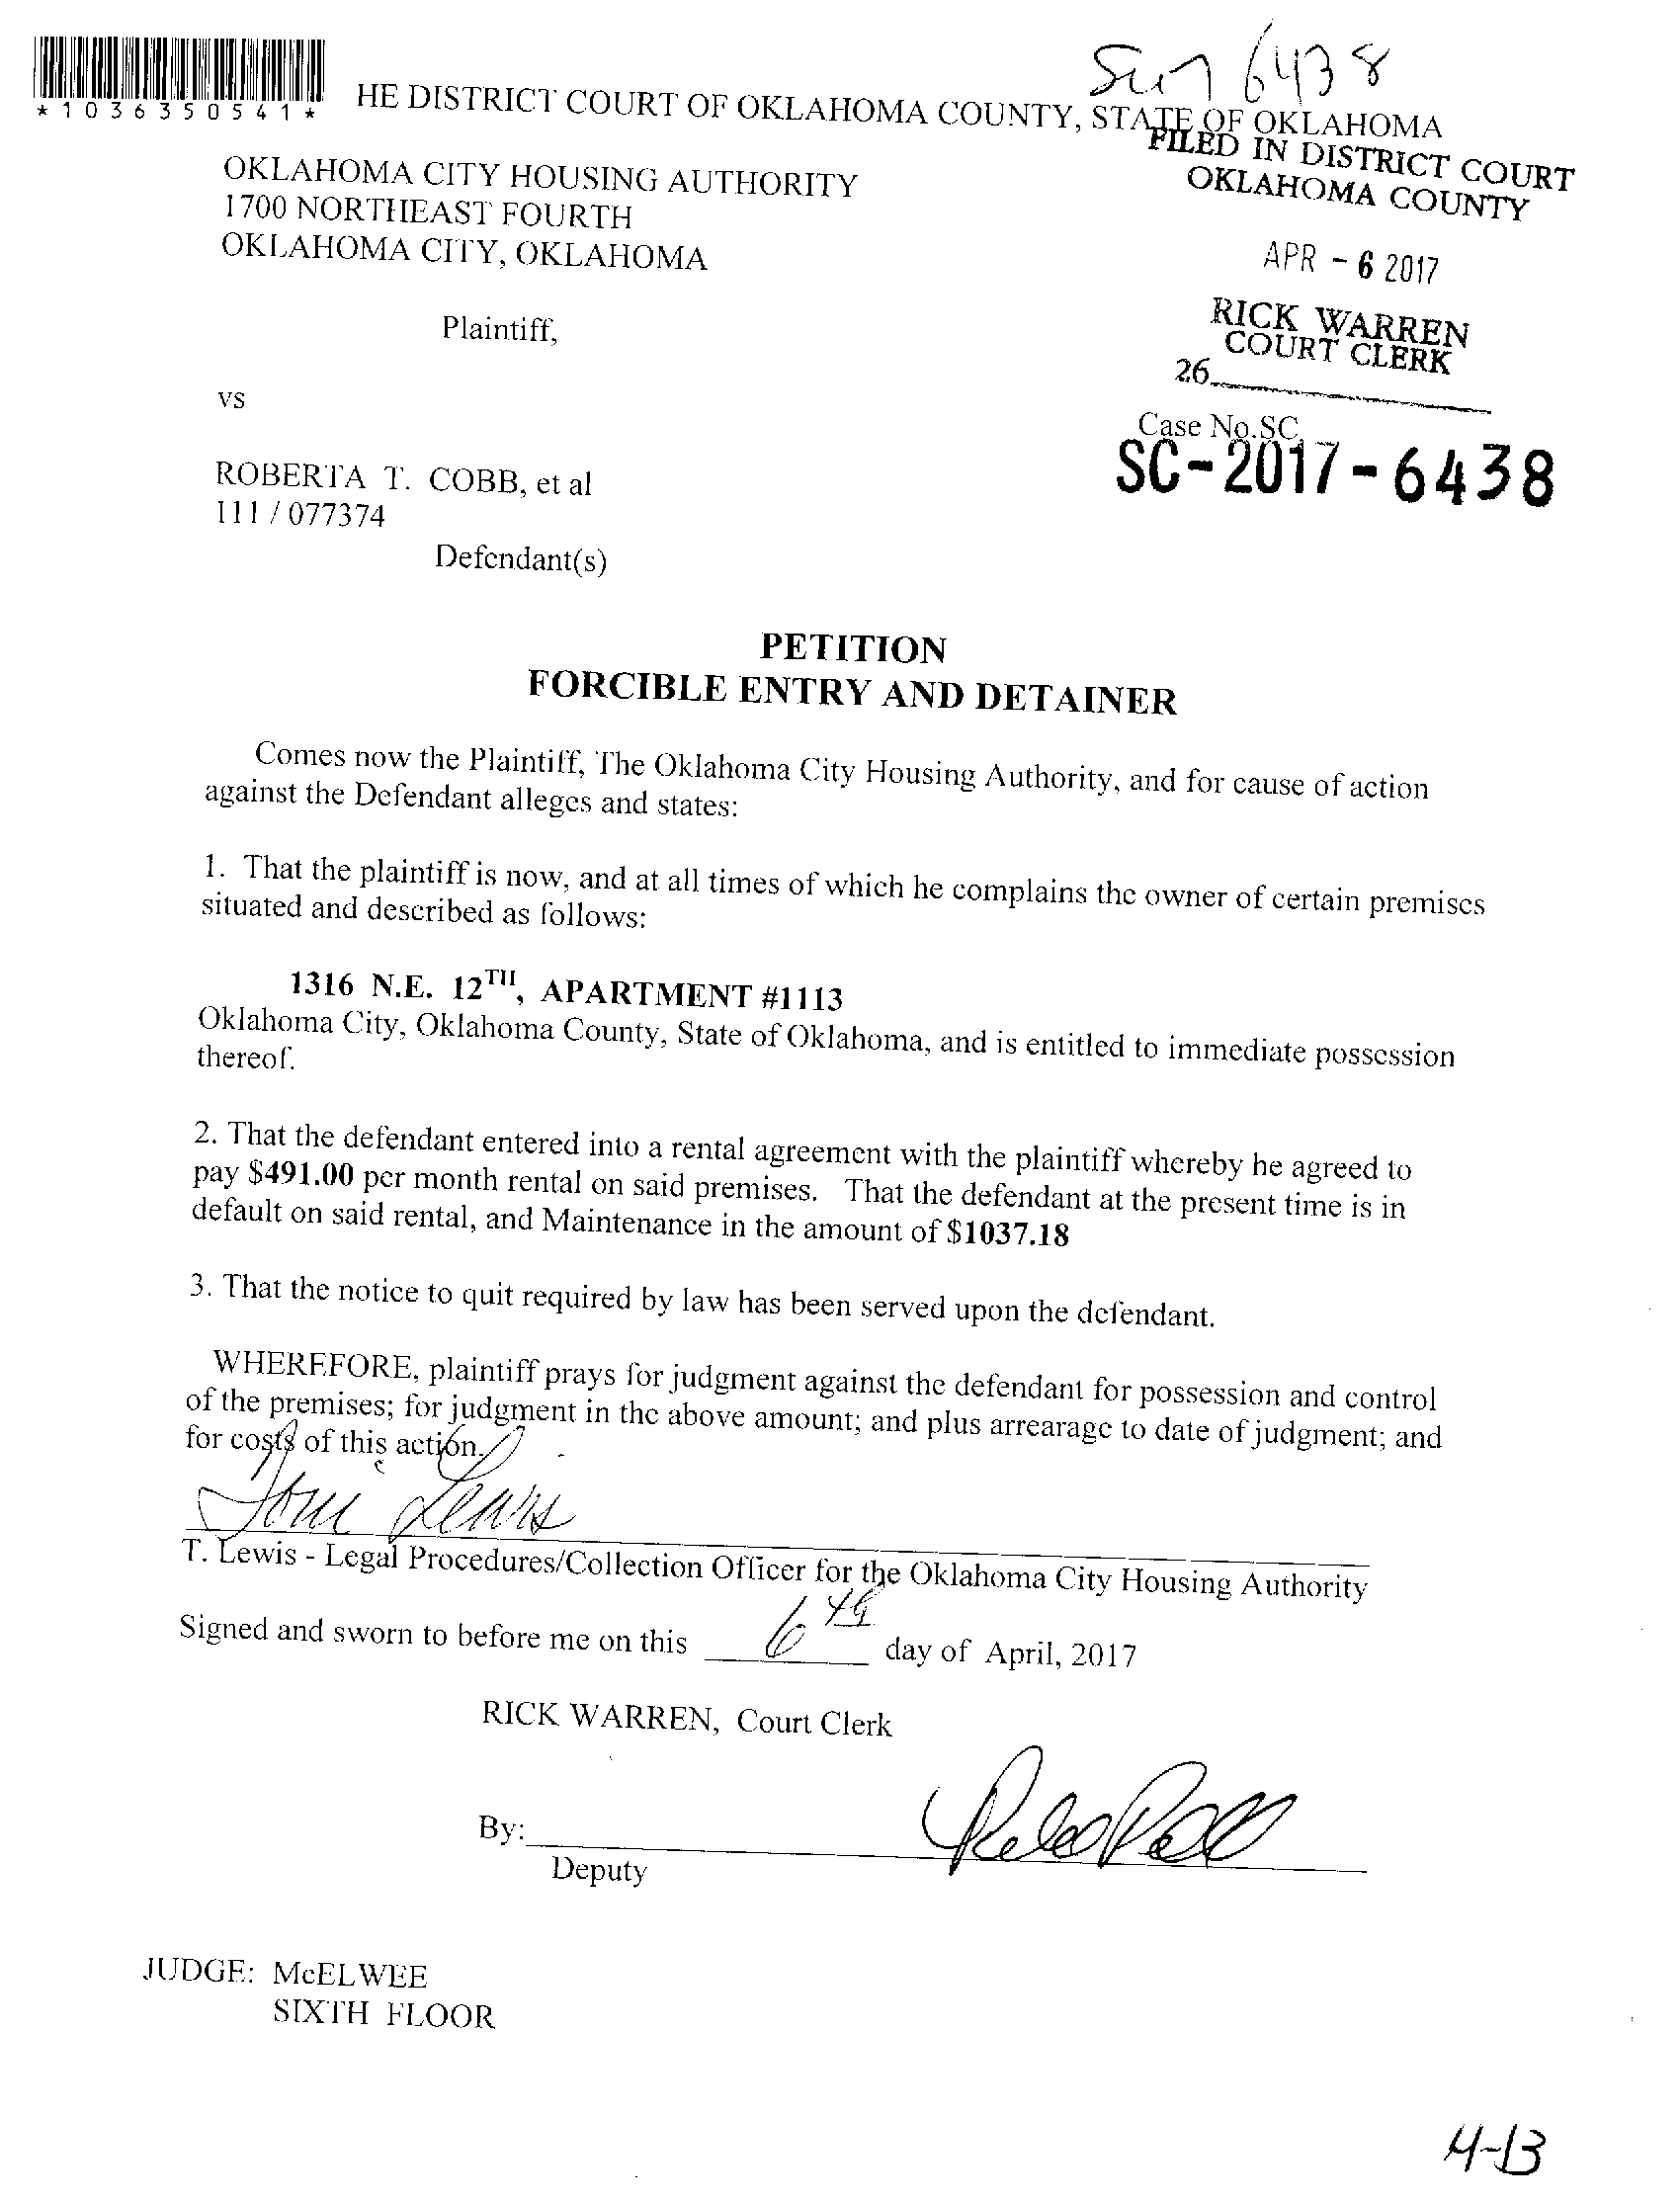 *1036350541*
HE DISTRICT COURT OF OKLAHOMA COUNTY, STATE OF OKLAHOMA
6438
FILED IN DISTRICT COURT
OKLAHOMA COUNTY
OKLAHOMA CITY HOUSING AUTHORITY
1700 NORTHEAST FOURTH
OKLAHOMA CITY, OKLAHOMA
APR - 6 2017
Plaintiff,
RICK WARREN
COURT CLERK
26
vs
Case No.SC
SC-2017-6438
ROBERTA T. COBB, et al
111 / 077374
Defendant(s)
PETITION
FORCIBLE ENTRY AND DETAINER
Comes now the Plaintiff, The Oklahoma City Housing Authority, and for cause of action
against the Defendant alleges and states:
1. That the plaintiff is now, and at all times of which he complains the owner of certain premises
situated and described as follows:
1316 N.E. 12TH, APARTMENT #1113
Oklahoma City, Oklahoma County, State of Oklahoma, and is entitled to immediate possession
thereof.
2. That the defendant entered into a rental agreement with the plaintiff whereby he agreed to
pay $491.00 per month rental on said premises. That the defendant at the present time is in
default on said rental, and Maintenance in the amount of $1037.18
3. That the notice to quit required by law has been served upon the defendant.
WHEREFORE, plaintiff prays for judgment against the defendant for possession and control
of the premises; for judgment in the above amount; and plus arrearage to date of judgment; and
for costs of this action.
Toni Lewis
T. Lewis - Legal Procedures/Collection Officer for the Oklahoma City Housing Authority
Signed and sworn to before me on this 6th day of April, 2017
RICK WARREN, Court Clerk
By:
Deputy
JUDGE: McELWEE
SIXTH FLOOR
4-13